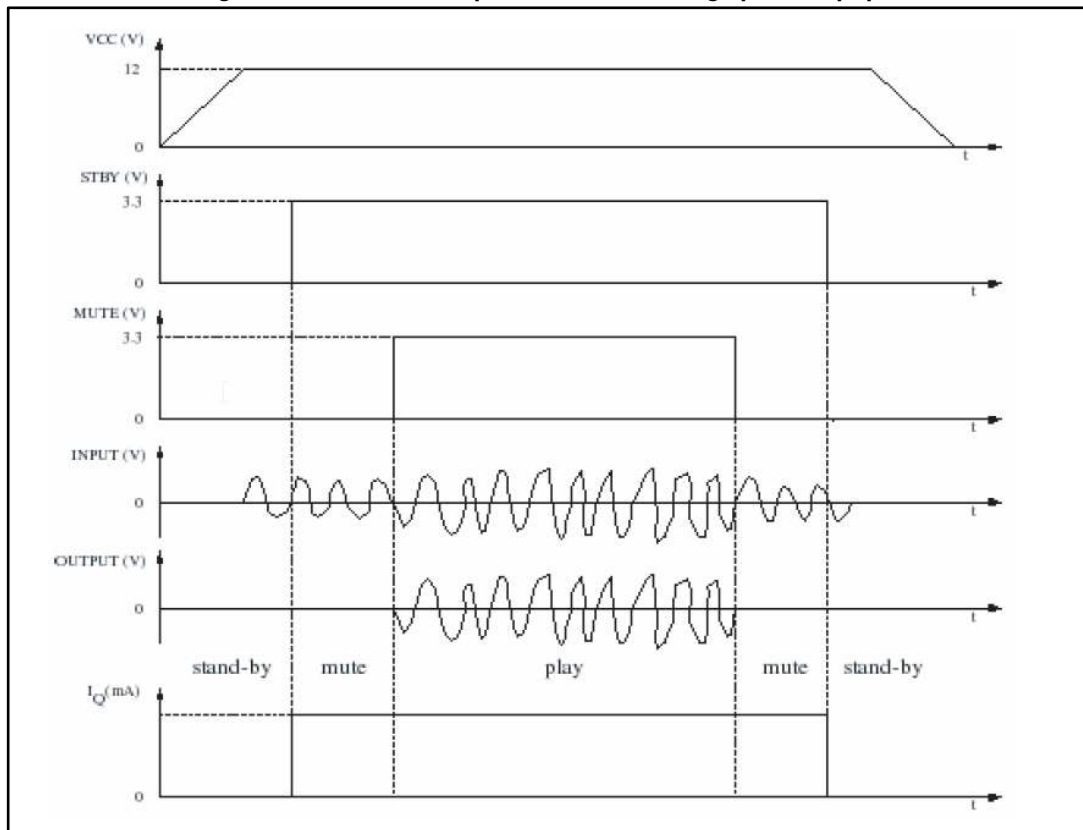 VCC (V)
12
0
t
STBY (V)
3.3
0
t
MUTE (V)
3.3
0
t
INPUT (V)
0
t
OUTPUT (V)
0
t
stand-by mute play mute stand-by
IQ(mA)
0
t